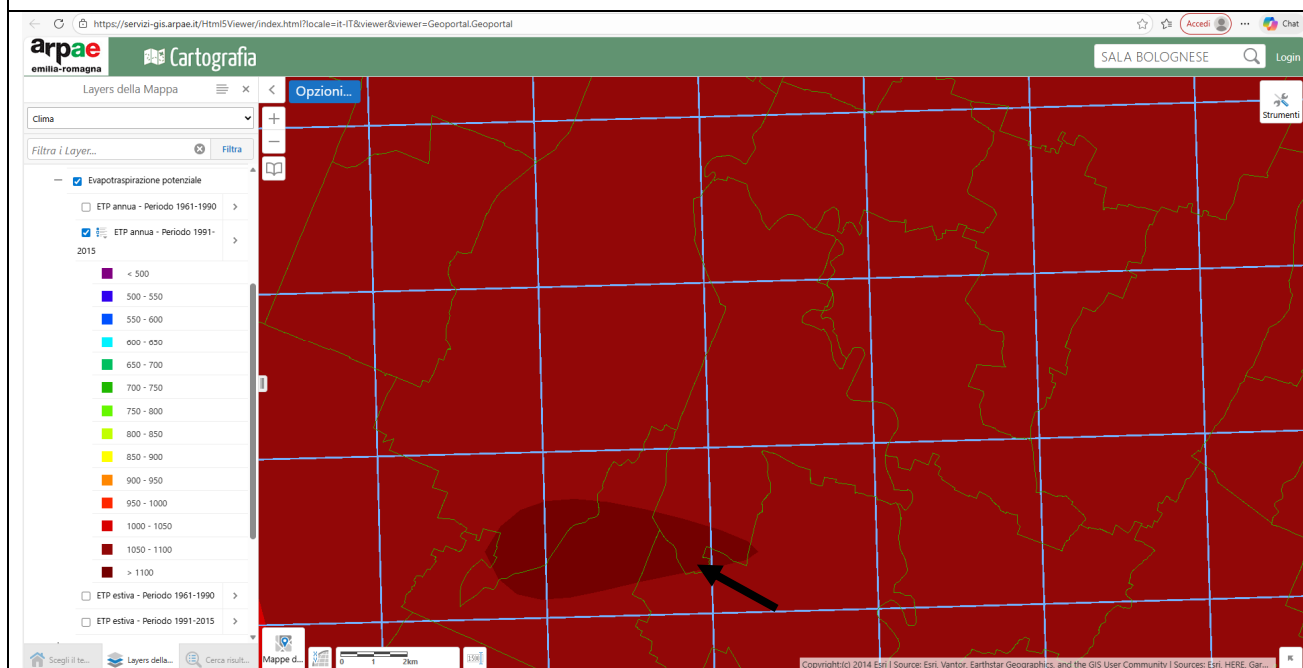 https://servizi-gis.arpae.it/Html5Viewer/index.html?locale=it-IT&viewer&viewer=Geoportal.Geoportal
Accedi
Chat
arpae
emilia-romagna
Cartografia
SALA BOLOGNESE
Login
Layers della Mappa
Opzioni...
Strumenti
Clima
Filtra i Layer...
Filtra
Evapotraspirazione potenziale
ETP annua - Periodo 1961-1990
ETP annua - Periodo 1991-
2015
< 500
500 - 550
550 - 600
600 - 650
650 - 700
700 - 750
750 - 800
800 - 850
850 - 900
900 - 950
950 - 1000
1000 - 1050
1050 - 1100
> 1100
ETP estiva - Periodo 1961-1990
ETP estiva - Periodo 1991-2015
Scegli il te...
Layers della...
Cerca risult...
Mappe d...
0 1 2km
Copyright:(c) 2014 Esri | Source: Esri, Vantor, Earthstar Geographics, and the GIS User Community | Sources: Esri, HERE, Gar...